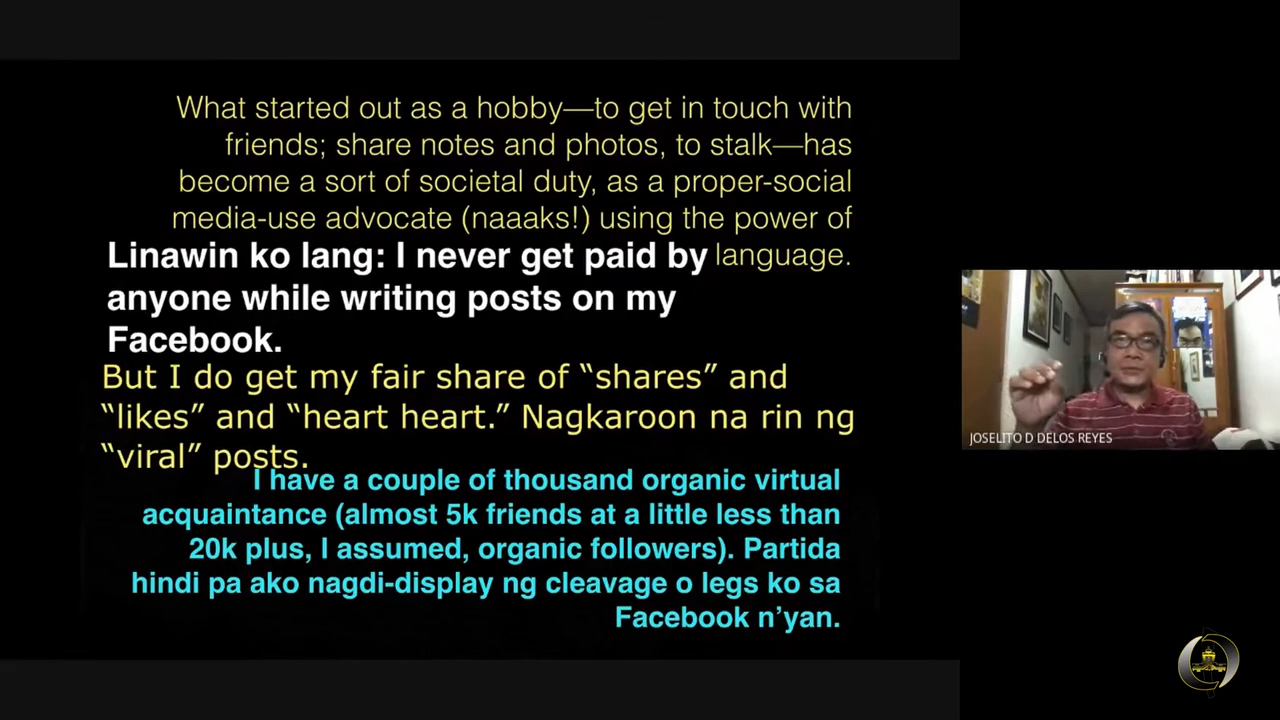 What started out as a hobby—to get in touch with
friends; share notes and photos, to stalk—has
become a sort of societal duty, as a proper-social
media-use advocate (naaaks!) using the power of
language.
Linawin ko lang: I never get paid by
anyone while writing posts on my
Facebook.
But I do get my fair share of “shares” and
“likes” and “heart heart.” Nagkaroon na rin ng
“viral” posts.
I have a couple of thousand organic virtual
acquaintance (almost 5k friends at a little less than
20k plus, I assumed, organic followers). Partida
hindi pa ako nagdi-display ng cleavage o legs ko sa
Facebook n’yan.
JOSELITO D DELOS REYES